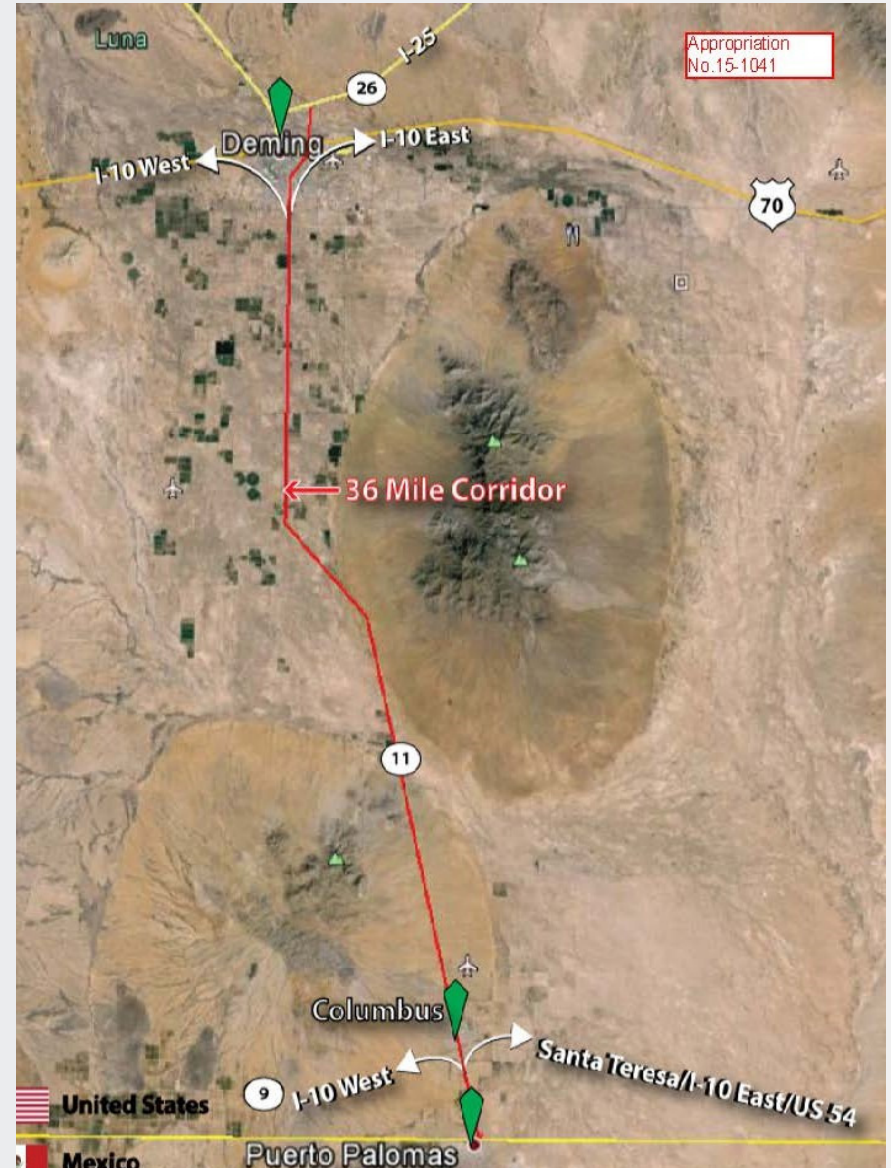 Luna
I-25
Appropriation
No.15-1041
26
Deming
I-10 East
I-10 West
70
36 Mile Corridor
11
Columbus
Santa Teresa/I-10 East/US 54
9
I-10 West
United States
Puerto Palomas
Mexico